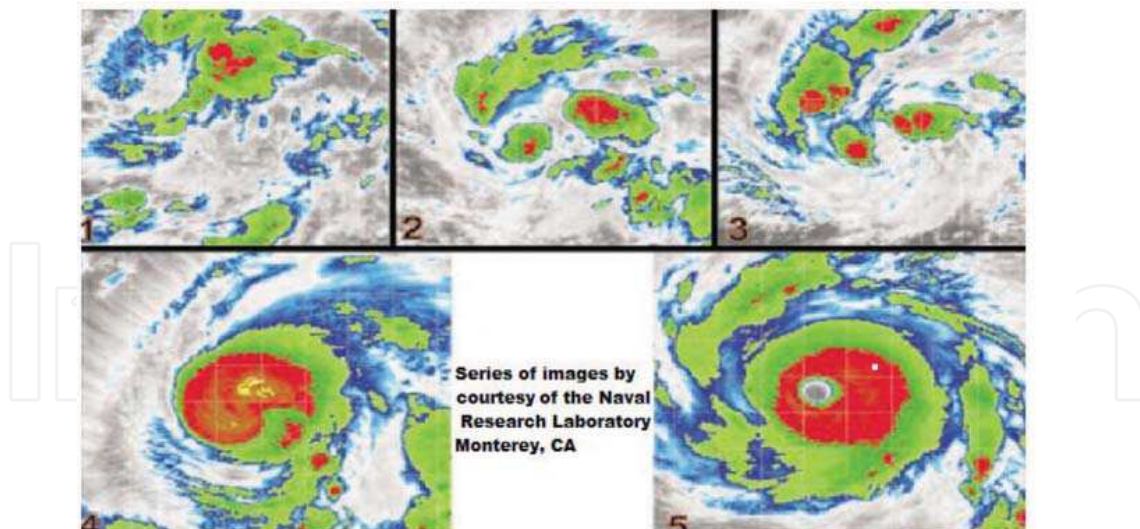 1
2
3
4
5
Series of images by
courtesy of the Naval
Research Laboratory
Monterey, CA